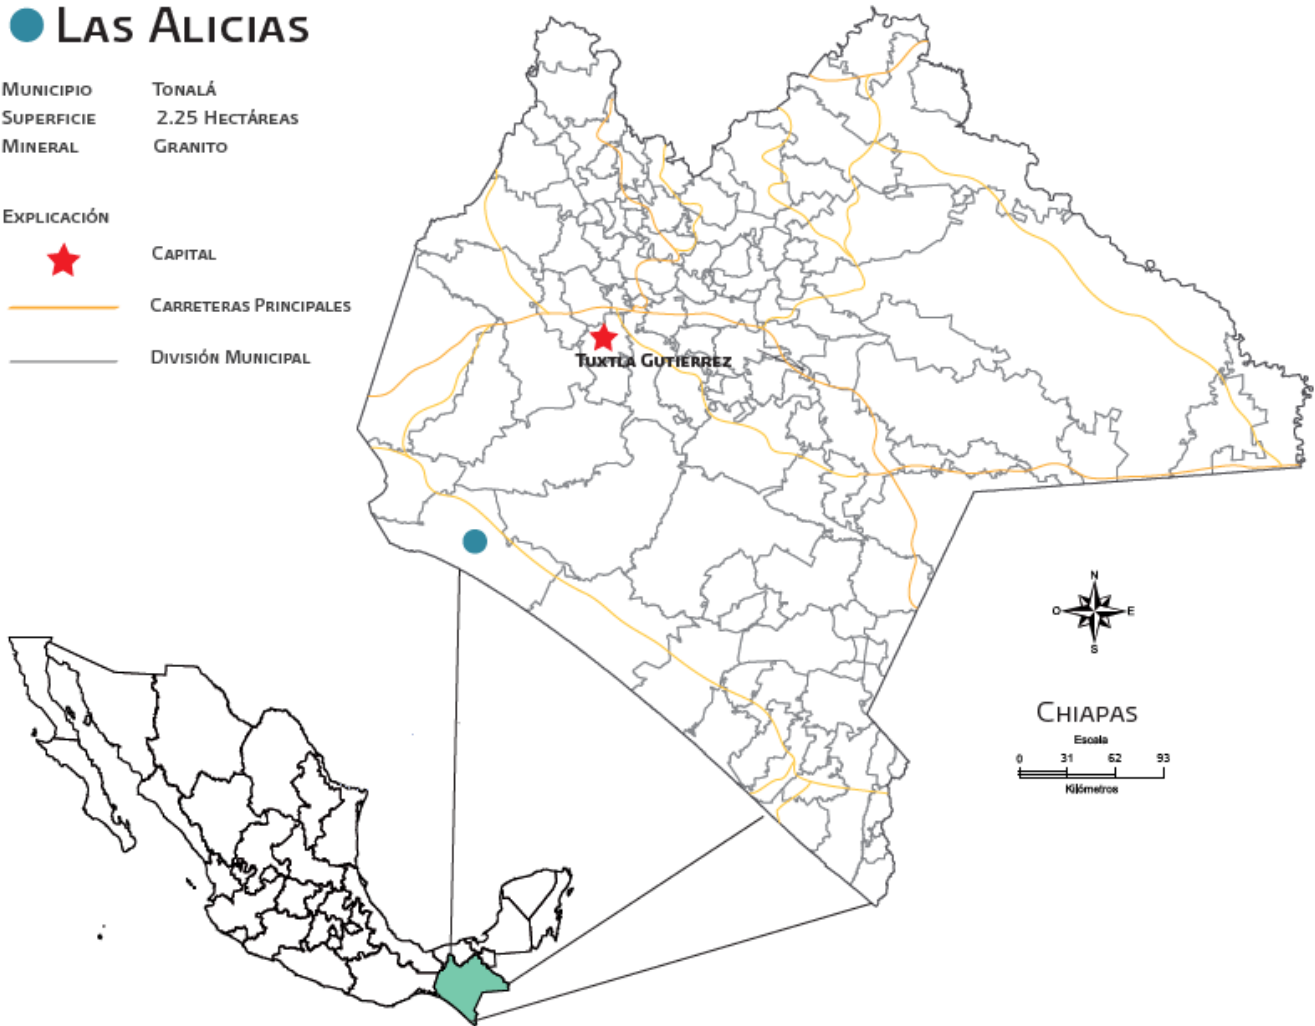 Las Alicias
Municipio Tonalá
Superficie 2.25 Hectáreas
Mineral Granito
Explicación
Capital
Carreteras Principales
División Municipal
Tuxtla Gutierrez
N
O E
S
Chiapas
Escala
0 31 62 93
Kilómetros